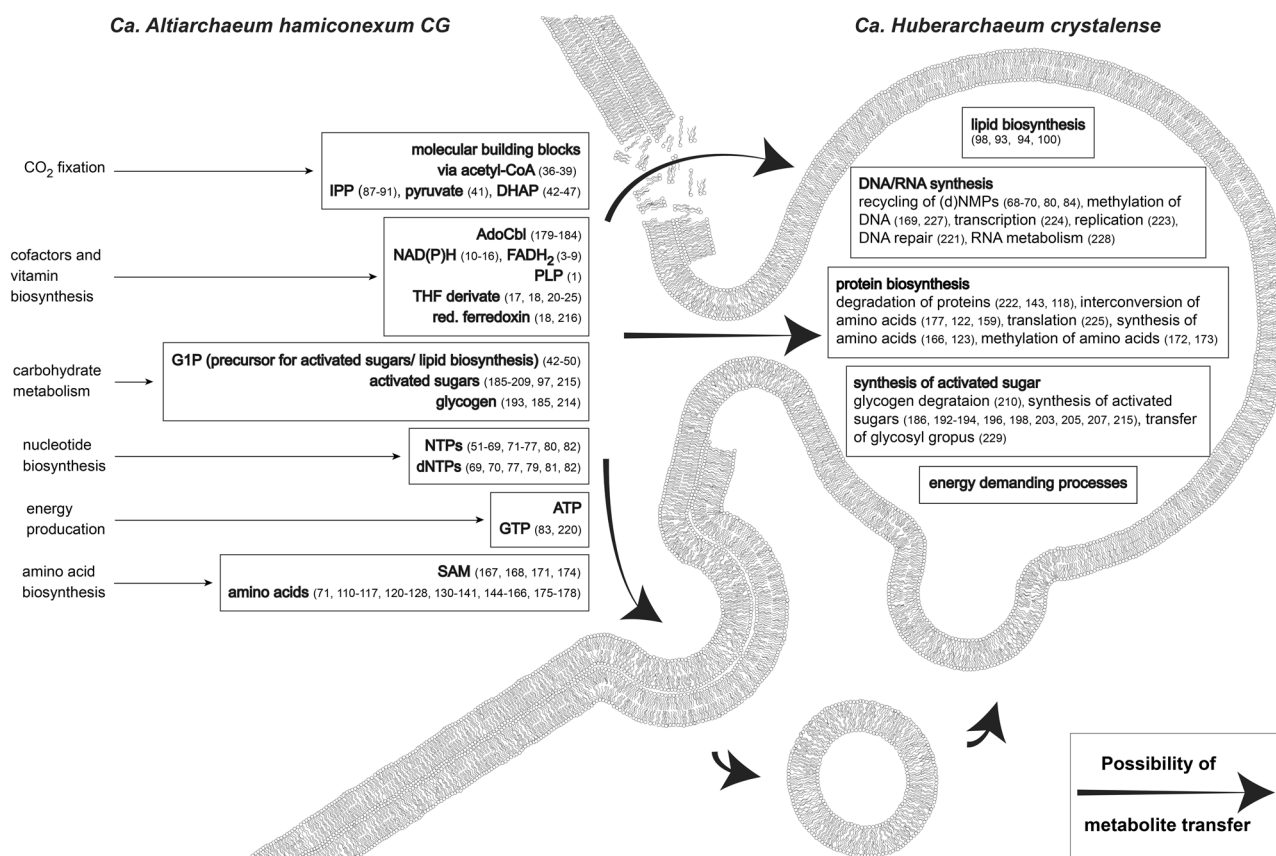 Ca. Altiarchaeum hamiconexum CG
Ca. Huberarchaeum crystalense
CO2 fixation
molecular building blocks
via acetyl-CoA (36-39)
IPP (87-91), pyruvate (41), DHAP (42-47)
cofactors and
vitamin
biosynthesis
AdoCbl (179-184)
NAD(P)H (10-16), FADH2 (3-9)
PLP (1)
THF derivate (17, 18, 20-25)
red. ferredoxin (18, 216)
carbohydrate
metabolism
G1P (precursor for activated sugars/ lipid biosynthesis) (42-50)
activated sugars (185-209, 97, 215)
glycogen (193, 185, 214)
nucleotide
biosynthesis
NTPs (51-69, 71-77, 80, 82)
dNTPs (69, 70, 77, 79, 81, 82)
energy
producation
ATP
GTP (83, 220)
amino acid
biosynthesis
SAM (167, 168, 171, 174)
amino acids (71, 110-117, 120-128, 130-141, 144-166, 175-178)
lipid biosynthesis
(98, 93, 94, 100)
DNA/RNA synthesis
recycling of (d)NMPs (68-70, 80, 84), methylation of
DNA (169, 227), transcription (224), replication (223),
DNA repair (221), RNA metabolism (228)
protein biosynthesis
degradation of proteins (222, 143, 118), interconversion of
amino acids (177, 122, 159), translation (225), synthesis of
amino acids (166, 123), methylation of amino acids (172, 173)
synthesis of activated sugar
glycogen degrataion (210), synthesis of activated
sugars (186, 192-194, 196, 198, 203, 205, 207, 215), transfer
of glycosyl gropus (229)
energy demanding processes
Possibility of
metabolite transfer